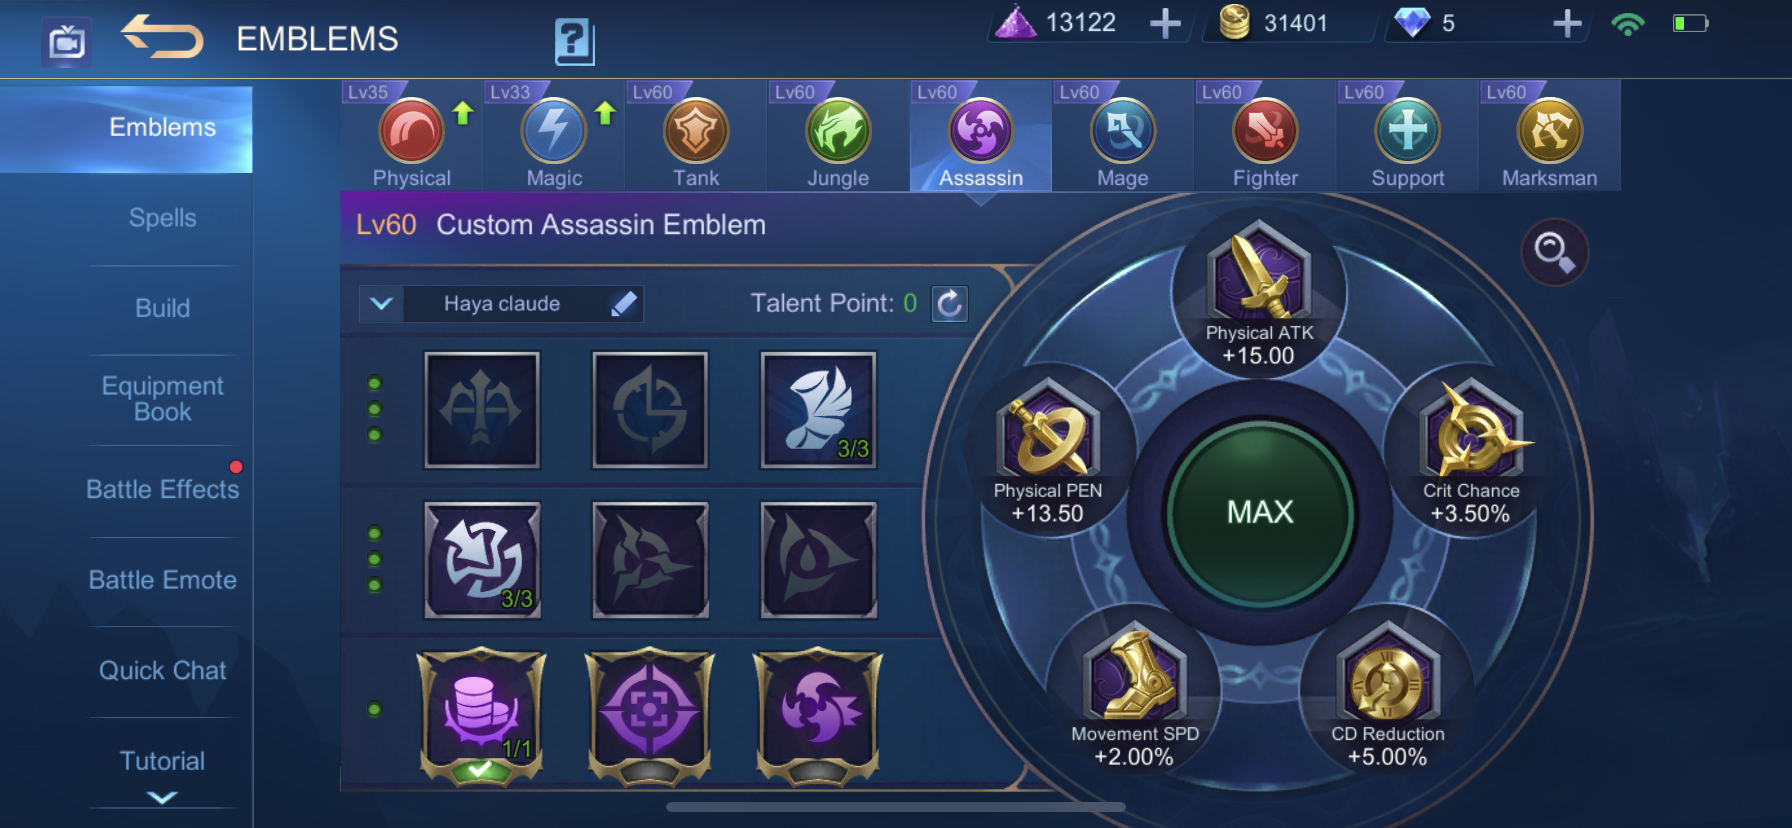 EMBLEMS
?
13122
31401
5
Emblems
Spells
Build
Equipment
Book
Battle Effects
Battle Emote
Quick Chat
Tutorial
Lv35
Physical
Lv33
Magic
Lv60
Tank
Lv60
Jungle
Lv60
Assassin
Lv60
Mage
Lv60
Fighter
Lv60
Support
Lv60
Marksman
Lv60 Custom Assassin Emblem
Haya claude
Talent Point: 0
3/3
3/3
1/1
Physical ATK
+15.00
Physical PEN
+13.50
Crit Chance
+3.50%
MAX
Movement SPD
+2.00%
CD Reduction
+5.00%